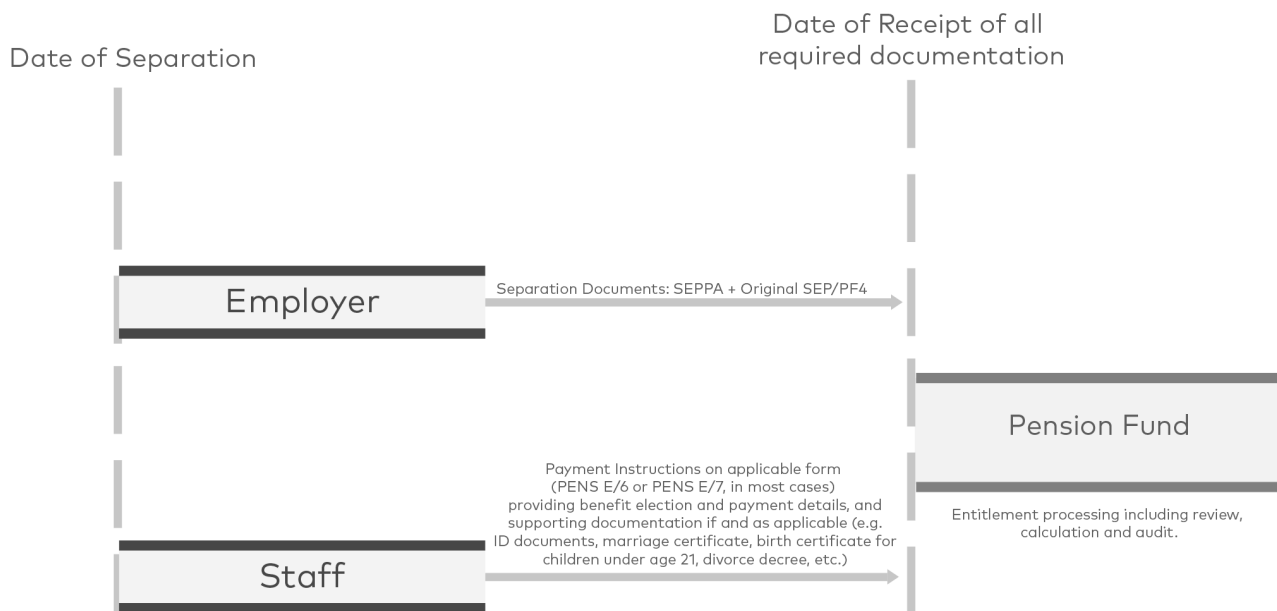 Date of Separation
Date of Receipt of all
required documentation
Employer
Separation Documents: SEPPA + Original SEP/PF4
Pension Fund
Entitlement processing including review,
calculation and audit.
Payment Instructions on applicable form
(PENS E/6 or PENS E/7, in most cases)
providing benefit election and payment details, and
supporting documentation if and as applicable (e.g.
ID documents, marriage certificate, birth certificate for
children under age 21, divorce decree, etc.)
Staff